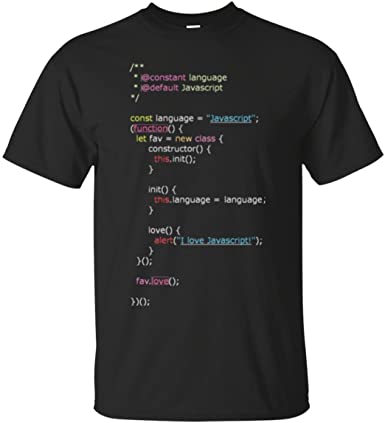 /**
* @constant language
* @default Javascript
*/
const language = "Javascript";
(function() {
let fav = new class {
constructor() {
this.init();
}
init() {
this.language = language;
}
love() {
alert("I love Javascript!");
}
}();
fav.love();
})();